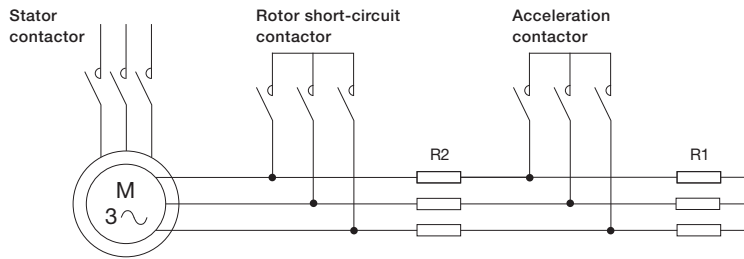 Stator
contactor
Rotor short-circuit
contactor
Acceleration
contactor
R2
R1
M
3